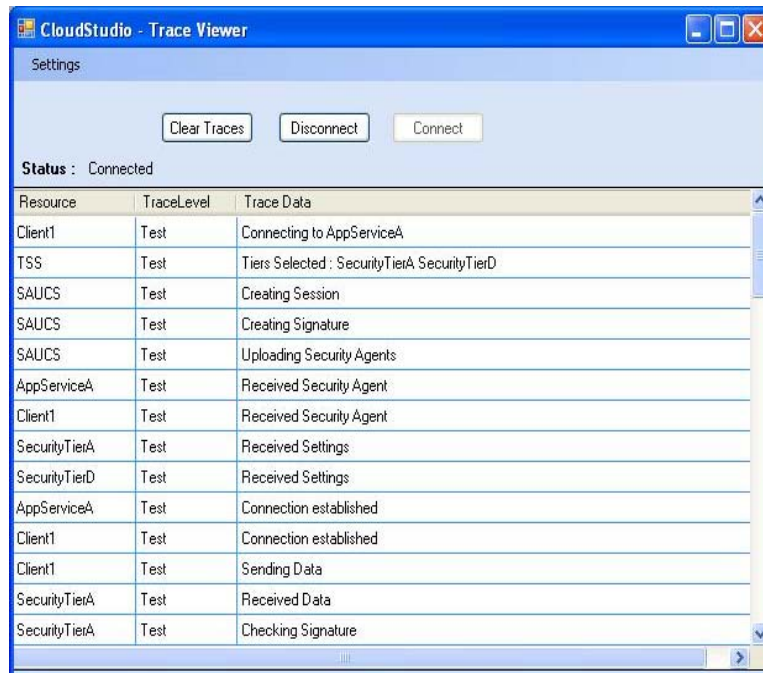 CloudStudio - Trace Viewer
Settings
Clear Traces Disconnect Connect
Status : Connected
Resource TraceLevel Trace Data
Client1 Test Connecting to AppServiceA
TSS Test Tiers Selected : SecurityTierA SecurityTierD
SAUCS Test Creating Session
SAUCS Test Creating Signature
SAUCS Test Uploading Security Agents
AppServiceA Test Received Security Agent
Client1 Test Received Security Agent
SecurityTierA Test Received Settings
SecurityTierD Test Received Settings
AppServiceA Test Connection established
Client1 Test Connection established
Client1 Test Sending Data
SecurityTierA Test Received Data
SecurityTierA Test Checking Signature